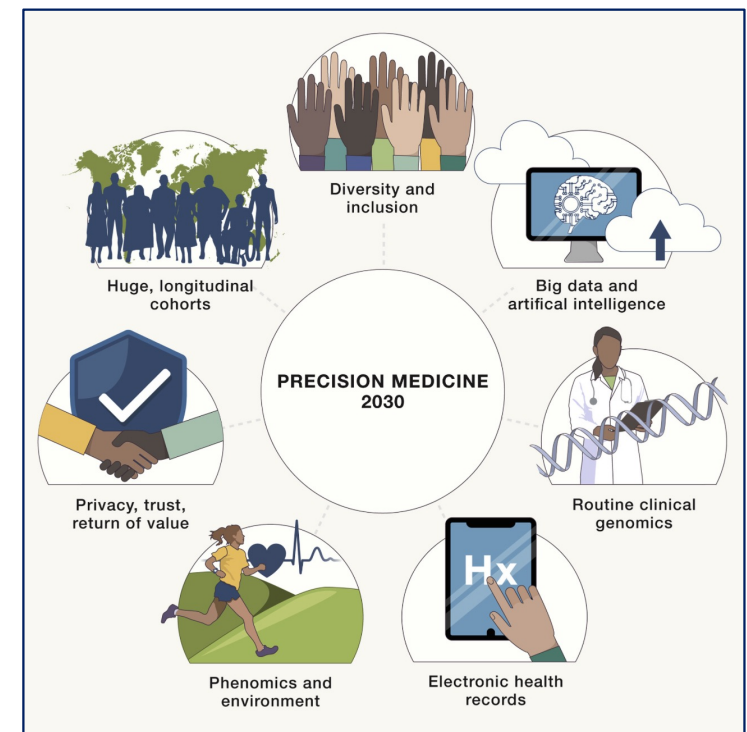 Diversity and
inclusion
Huge, longitudinal
cohorts
Big data and
artifical intelligence
PRECISION MEDICINE
2030
Privacy, trust,
return of value
Routine clinical
genomics
Hx
Phenomics and
environment
Electronic health
records